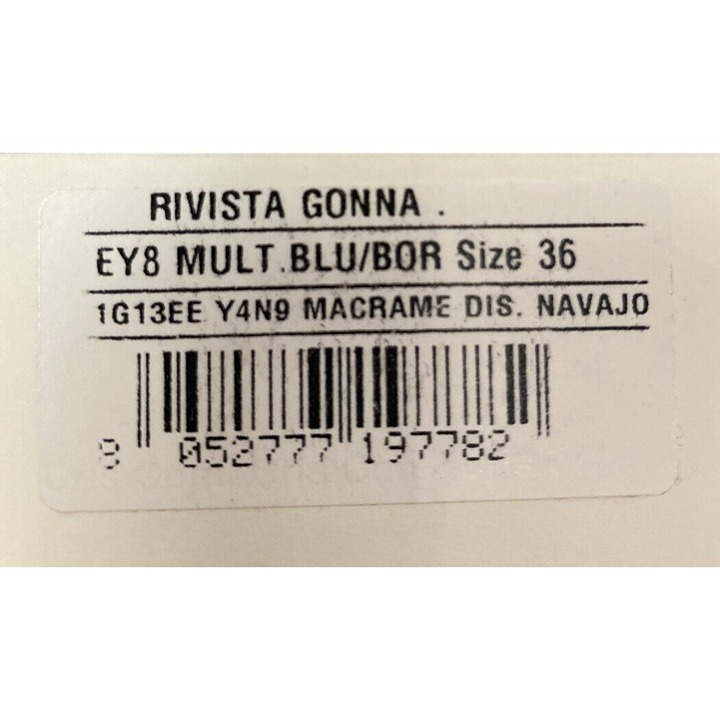 RIVISTA GONNA .
EY8 MULT.BLU/BOR Size 36
1G13EE Y4N9 MACRAME DIS. NAVAJO
8 052777 197782